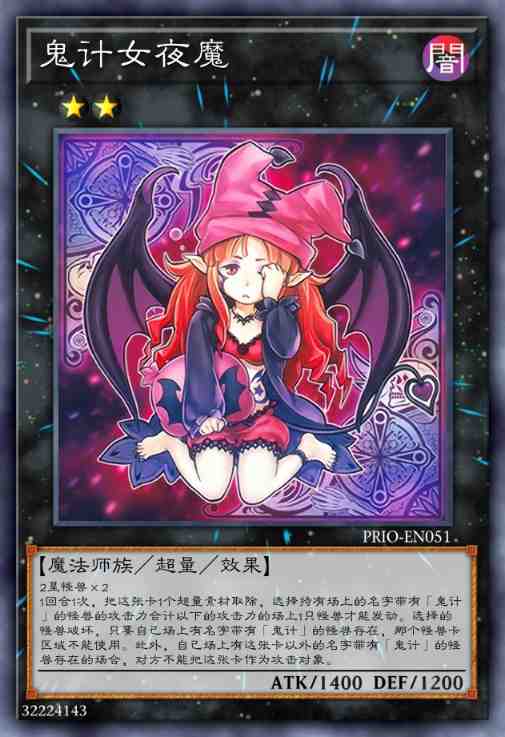 鬼计女夜魔
闇
PRIO-EN051
【魔法师族／超量／效果】
2星怪兽×2
1回合1次，把这张卡1个超量素材取除，选择持有场上的名字带有「鬼计
」的怪兽的攻击力合计以下的攻击力的场上1只怪兽才能发动。选择的
怪兽破坏，只要自己场上有名字带有「鬼计」的怪兽存在，那个怪兽卡
区域不能使用。此外，自己场上有这张卡以外的名字带有「鬼计」的怪
兽存在的场合，对方不能把这张卡作为攻击对象。
ATK/1400 DEF/1200
32224143